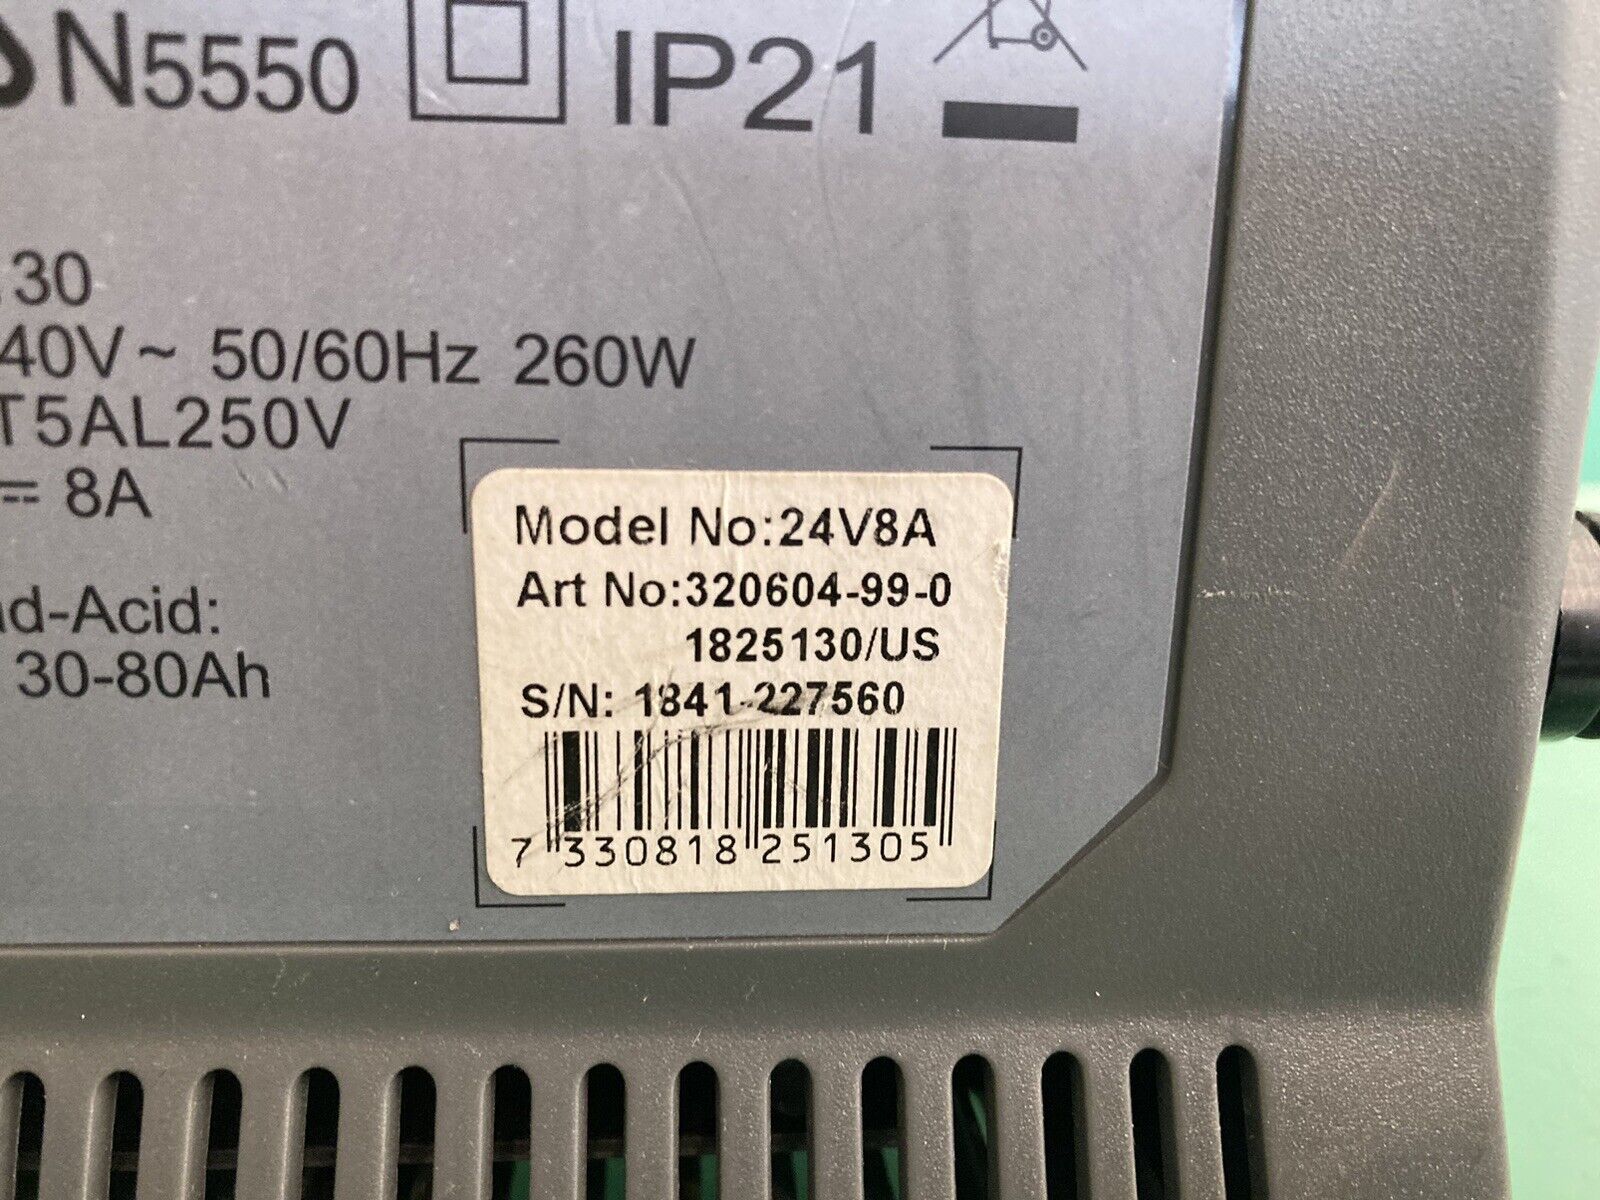 N5550 IP21
.30
40V~ 50/60Hz 260W
T5AL250V
⎓ 8A
Model No:24V8A
Art No:320604-99-0
1825130/US
S/N: 1841-227560
7 330818 251305
d-Acid:
30-80Ah